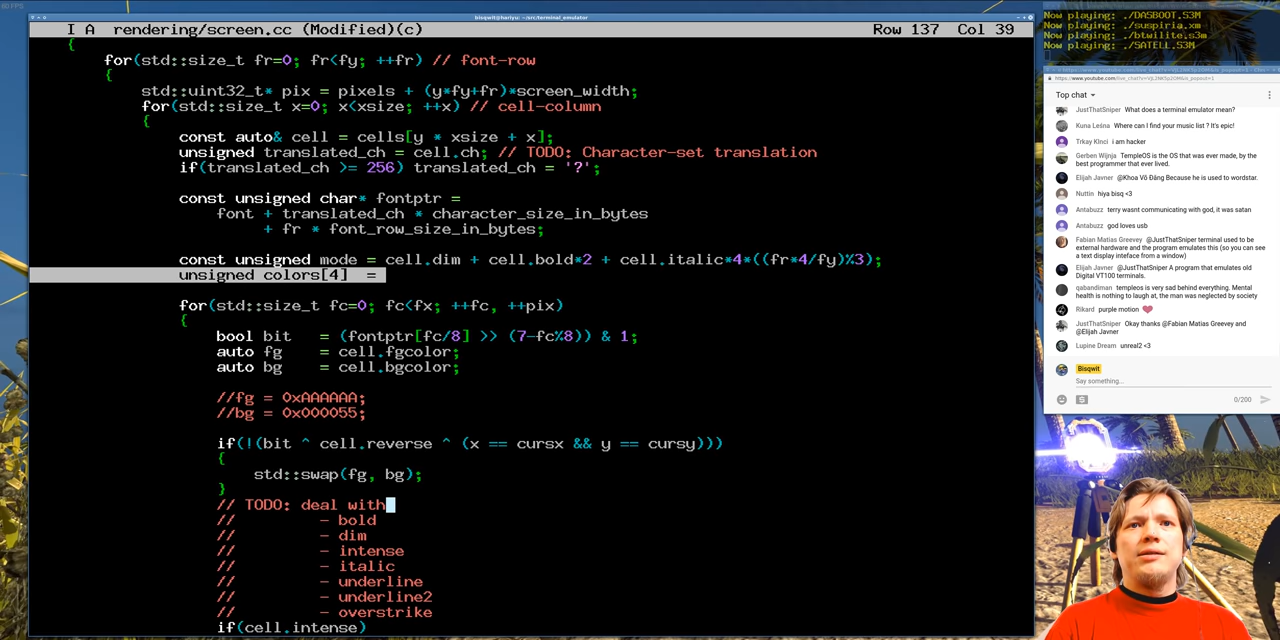 60 FPS
bisqwit@heriyu: ~/src/terminal_emulator
I A rendering/screen.cc (Modified)(c) Row 137 Col 39
{
for(std::size_t fr=0; fr<fy; ++fr) // font-row
{
std::uint32_t* pix = pixels + (y*fy+fr)*screen_width;
for(std::size_t x=0; x<xsize; ++x) // cell-column
{
const auto& cell = cells[y * xsize + x];
unsigned translated_ch = cell.ch; // TODO: Character-set translation
if(translated_ch >= 256) translated_ch = '?';
const unsigned char* fontptr =
font + translated_ch * character_size_in_bytes
+ fr * font_row_size_in_bytes;
const unsigned mode = cell.dim + cell.bold*2 + cell.italic*4*((fr*4/fy)%3);
unsigned colors[4] =
for(std::size_t fc=0; fc<fx; ++fc, ++pix)
{
bool bit = (fontptr[fc/8] >> (7-fc%8)) & 1;
auto fg = cell.fgcolor;
auto bg = cell.bgcolor;
//fg = 0xAAAAAA;
//bg = 0x000055;
if(!(bit ^ cell.reverse ^ (x == cursx && y == cursy)))
{
std::swap(fg, bg);
}
// TODO: deal with
// - bold
// - dim
// - intense
// - italic
// - underline
// - underline2
// - overstrike
if(cell.intense)
Now playing: ./DASBOOT.S3M
Now playing: ./suspiria.xm
Now playing: ./btwilite.s3m
Now playing: ./SATELL.S3M
Top chat
JustThatSniper What does a terminal emulator mean?
Kuna Leśna Where can I find your music list ? It's epic!
Trkay Klncl i am hacker
Gerben Wijnja TempleOS is the OS that was ever made, by the
best programmer that ever lived.
Elijah Javner @Khoa Võ Đăng Because he is used to wordstar.
Nuttin hiya bisq <3
Antabuzz terry wasnt communicating with god, it was satan
Antabuzz god loves usb
Fabian Matias Greevey @JustThatSniper terminal used to be
external hardware and the program emulates this (so you can see
a text display inteface from a window)
Elijah Javner @JustThatSniper A program that emulates old
Digital VT100 terminals.
qabandiman templeos is very sad behind everything. Mental
health is nothing to laugh at, the man was neglected by society
Rikard purple motion
JustThatSniper Okay thanks @Fabian Matias Greevey and
@Elijah Javner
Lupine Dream unreal2 <3
Bisqwit
Say something...
0/200